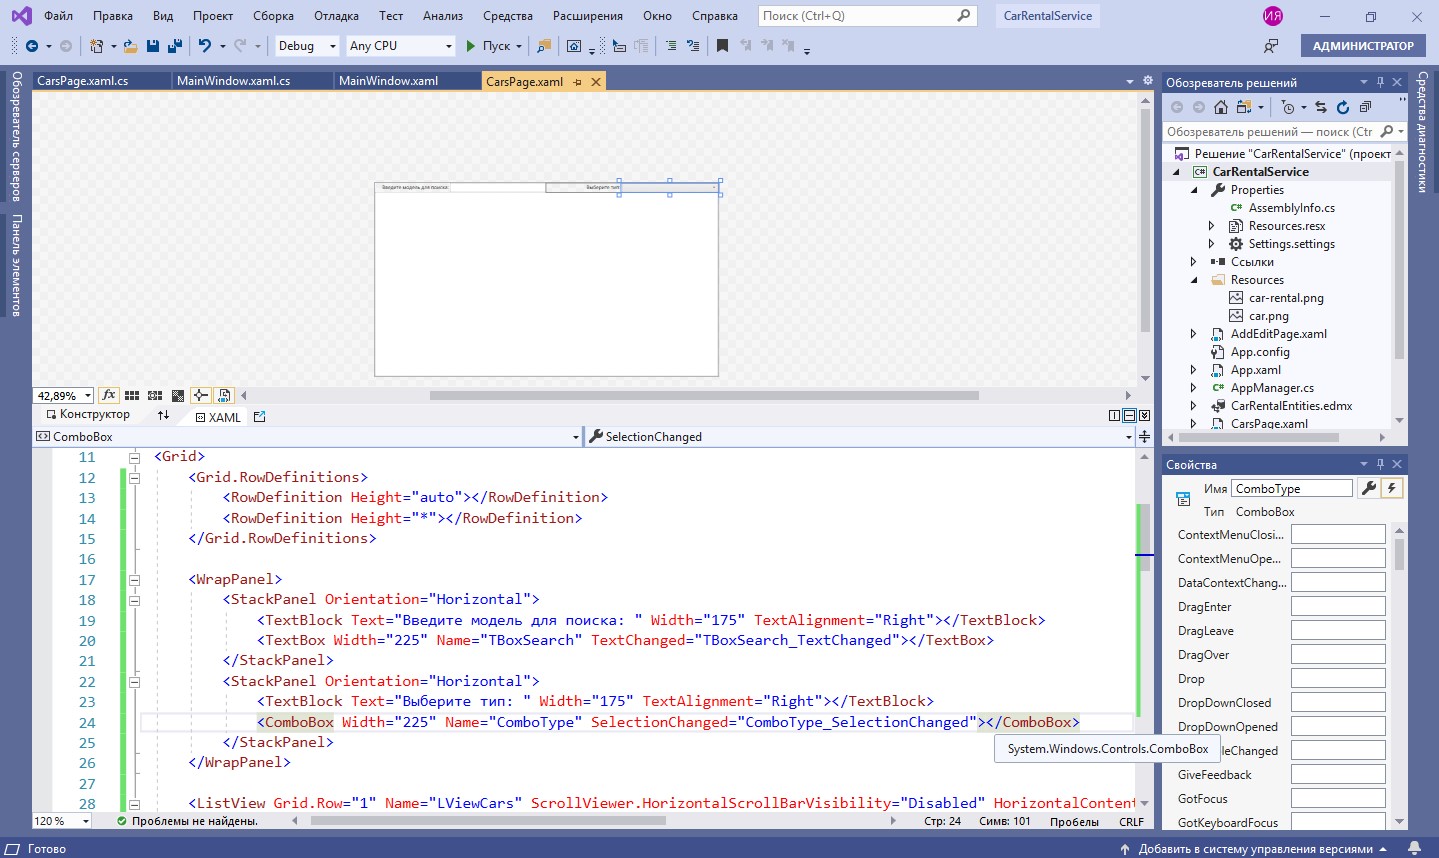 Файл Правка Вид Проект Сборка Отладка Тест Анализ Средства Расширения Окно Справка Поиск (Ctrl+Q) CarRentalService ИЯ
Debug Any CPU Пуск АДМИНИСТРАТОР
Обозреватель серверов
Панель элементов
CarsPage.xaml.cs MainWindow.xaml.cs MainWindow.xaml CarsPage.xaml
Введите модель для поиска: Выберите тип:
42,89%
Конструктор XAML
ComboBox SelectionChanged
11 <Grid>
12 <Grid.RowDefinitions>
13 <RowDefinition Height="auto"></RowDefinition>
14 <RowDefinition Height="*"></RowDefinition>
15 </Grid.RowDefinitions>
16
17 <WrapPanel>
18 <StackPanel Orientation="Horizontal">
19 <TextBlock Text="Введите модель для поиска: " Width="175" TextAlignment="Right"></TextBlock>
20 <TextBox Width="225" Name="TBoxSearch" TextChanged="TBoxSearch_TextChanged"></TextBox>
21 </StackPanel>
22 <StackPanel Orientation="Horizontal">
23 <TextBlock Text="Выберите тип: " Width="175" TextAlignment="Right"></TextBlock>
24 <ComboBox Width="225" Name="ComboType" SelectionChanged="ComboType_SelectionChanged"></ComboBox>
25 </StackPanel>
26 </WrapPanel>
27
28 <ListView Grid.Row="1" Name="LViewCars" ScrollViewer.HorizontalScrollBarVisibility="Disabled" HorizontalContent
System.Windows.Controls.ComboBox
120 % Проблемы не найдены. Стр: 24 Симв: 101 Пробелы CRLF
Обозреватель решений
Обозреватель решений — поиск (Ctr
Решение "CarRentalService" (проект
CarRentalService
Properties
AssemblyInfo.cs
Resources.resx
Settings.settings
Ссылки
Resources
car-rental.png
car.png
AddEditPage.xaml
App.config
App.xaml
AppManager.cs
CarRentalEntities.edmx
CarsPage.xaml
Свойства
Имя ComboType
Тип ComboBox
ContextMenuClosi...
ContextMenuOpe...
DataContextChang...
DragEnter
DragLeave
DragOver
Drop
DropDownClosed
DropDownOpened
leChanged
GiveFeedback
GotFocus
GotKeyboardFocus
Средства диагностики
Готово Добавить в систему управления версиями